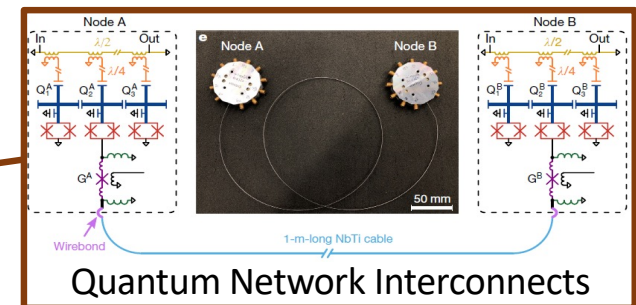 Node A
In
Out
λ/2
λ/4
Q₁ᴬ
Q₂ᴬ
Q₃ᴬ
Gᴬ
Wirebond
e
Node A
Node B
50 mm
Node B
In
Out
λ/2
λ/4
Q₁ᴮ
Q₂ᴮ
Q₃ᴮ
Gᴮ
1-m-long NbTi cable
Quantum Network Interconnects